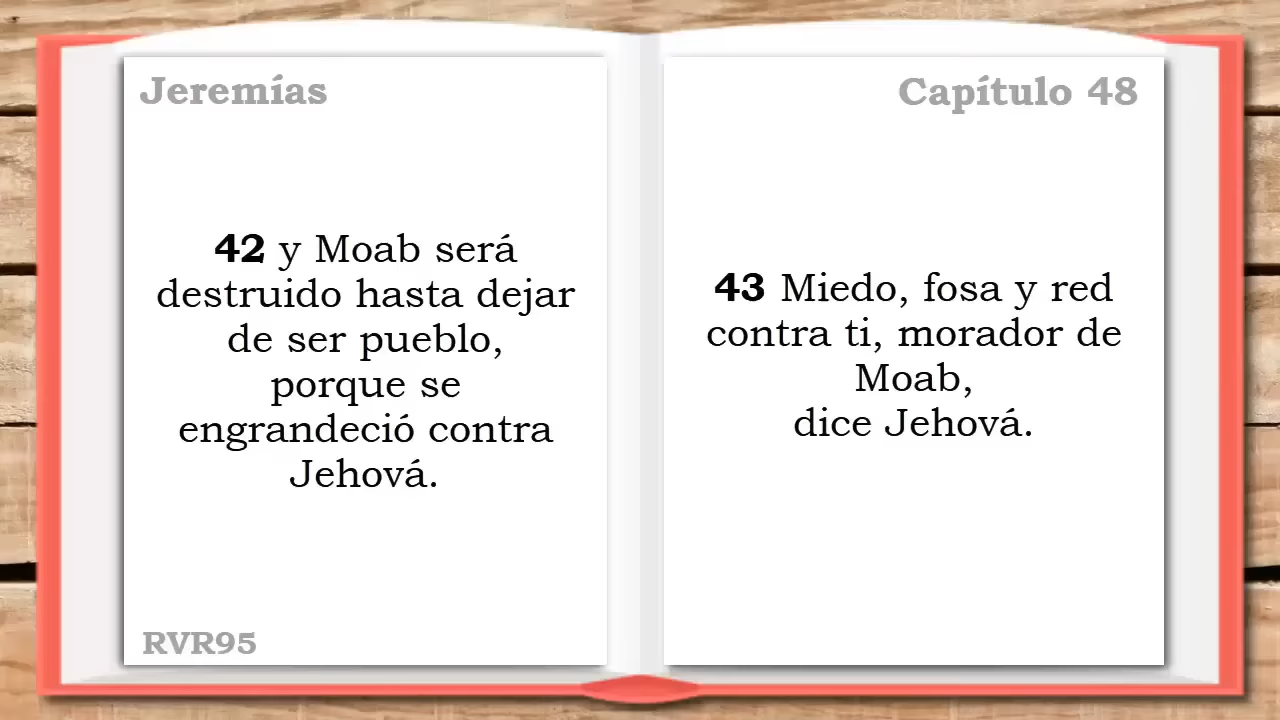 Jeremías
42 y Moab será
destruido hasta dejar
de ser pueblo,
porque se
engrandeció contra
Jehová.
RVR95
Capítulo 48
43 Miedo, fosa y red
contra ti, morador de
Moab,
dice Jehová.